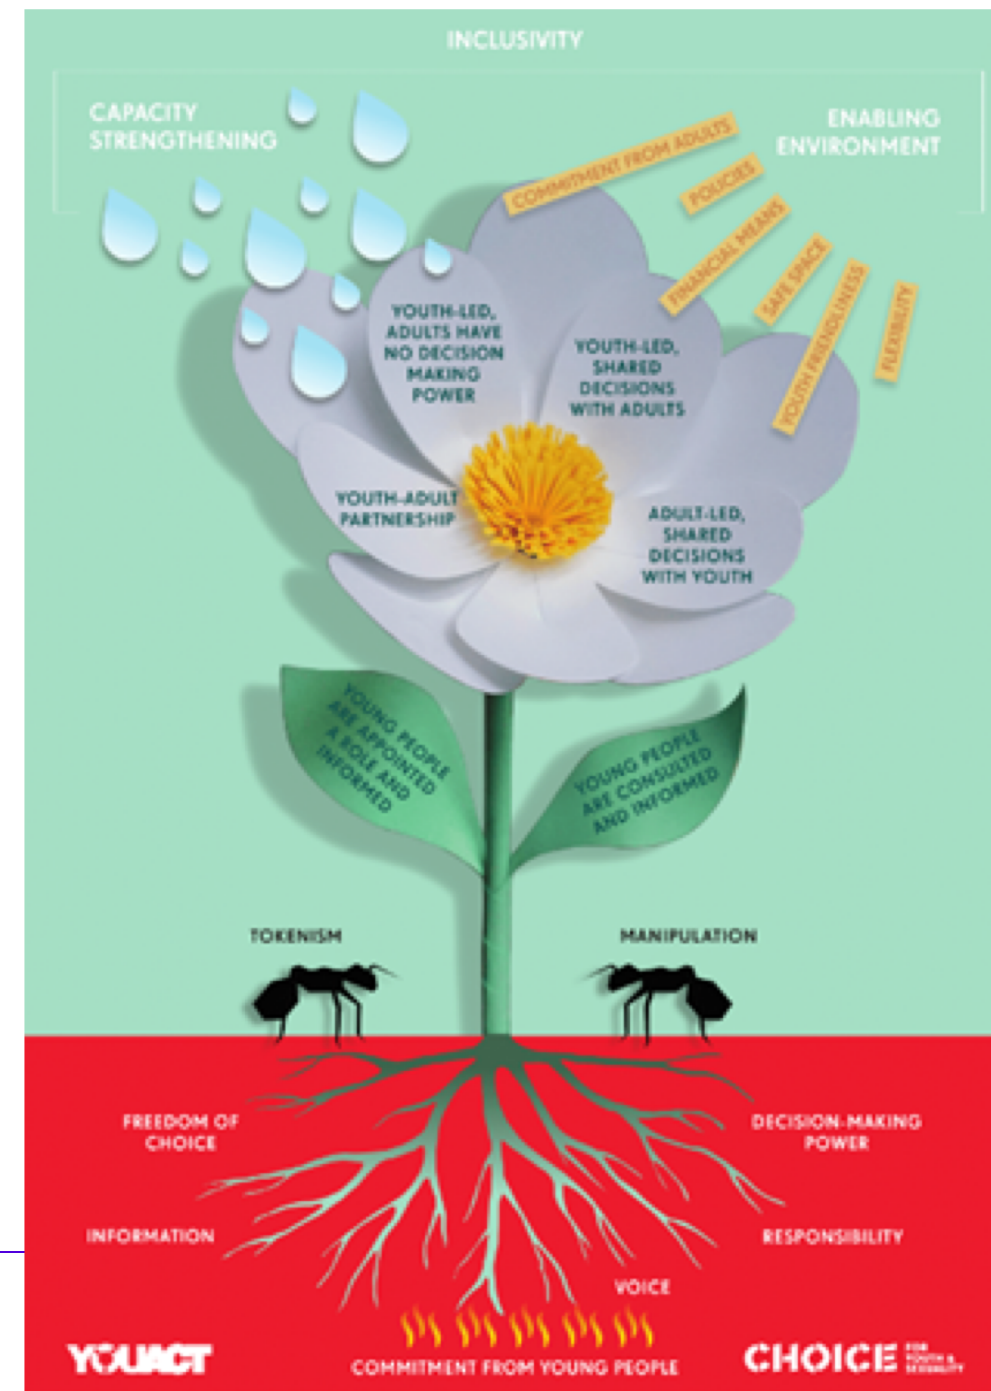 INCLUSIVITY
CAPACITY
STRENGTHENING
ENABLING
ENVIRONMENT
COMMITMENT FROM ADULTS
POLICIES
FINANCIAL MEANS
SAFE SPACE
YOUTH FRIENDLINESS
FLEXIBILITY
YOUTH-LED,
ADULTS HAVE
NO DECISION
MAKING
POWER
YOUTH-LED,
SHARED
DECISIONS
WITH ADULTS
YOUTH-ADULT
PARTNERSHIP
ADULT-LED,
SHARED
DECISIONS
WITH YOUTH
YOUNG PEOPLE
ARE APPOINTED
A ROLE AND
INFORMED
YOUNG PEOPLE
ARE CONSULTED
AND INFORMED
TOKENISM
MANIPULATION
FREEDOM OF
CHOICE
DECISION-MAKING
POWER
INFORMATION
RESPONSIBILITY
VOICE
COMMITMENT FROM YOUNG PEOPLE
YOUACT
CHOICE
FOR
YOUTH &
SEXUALITY